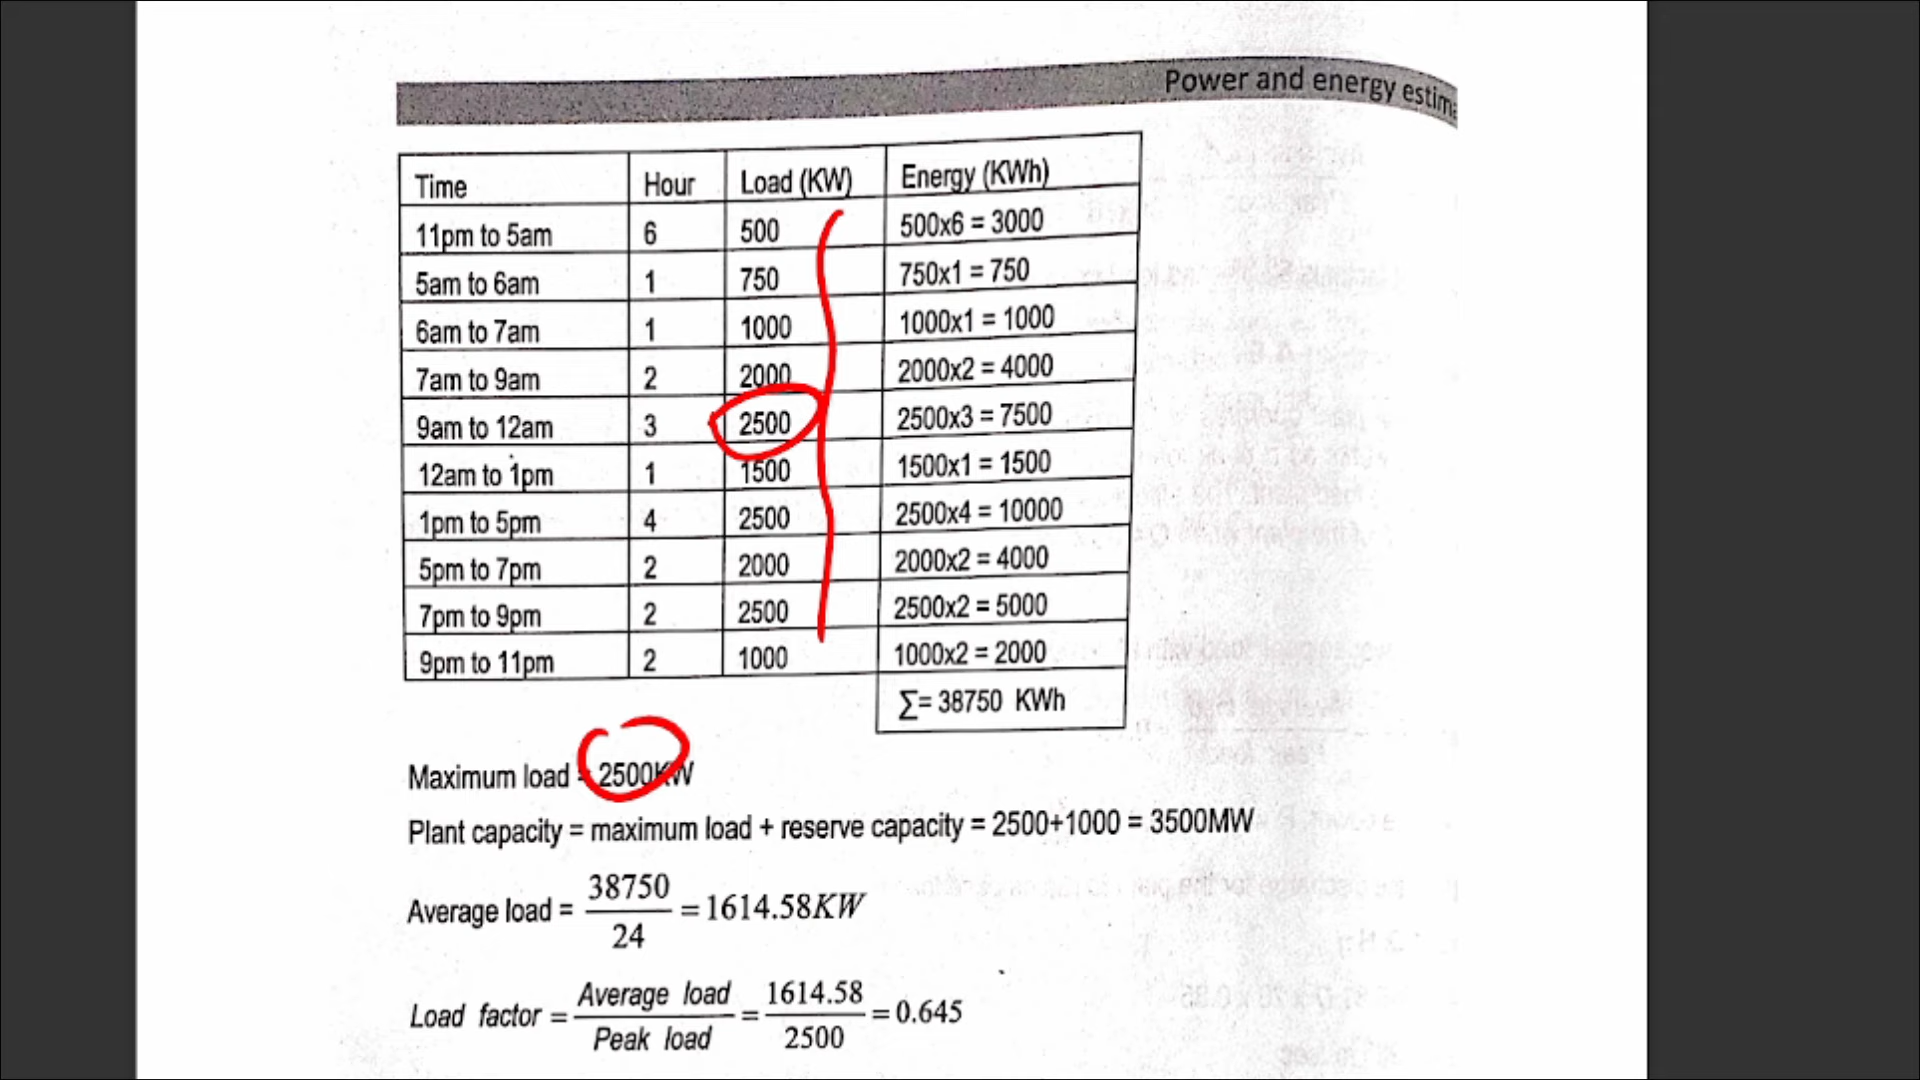 Power and energy estim
Time Hour Load (KW) Energy (KWh)
11pm to 5am 6 500 500x6 = 3000
5am to 6am 1 750 750x1 = 750
6am to 7am 1 1000 1000x1 = 1000
7am to 9am 2 2000 2000x2 = 4000
9am to 12am 3 2500 2500x3 = 7500
12am to 1pm 1 1500 1500x1 = 1500
1pm to 5pm 4 2500 2500x4 = 10000
5pm to 7pm 2 2000 2000x2 = 4000
7pm to 9pm 2 2500 2500x2 = 5000
9pm to 11pm 2 1000 1000x2 = 2000
∑= 38750 KWh
Maximum load = 2500KW
Plant capacity = maximum load + reserve capacity = 2500+1000 = 3500MW
Average load = 38750/24 = 1614.58KW
Load factor = Average load/Peak load = 1614.58/2500 = 0.645